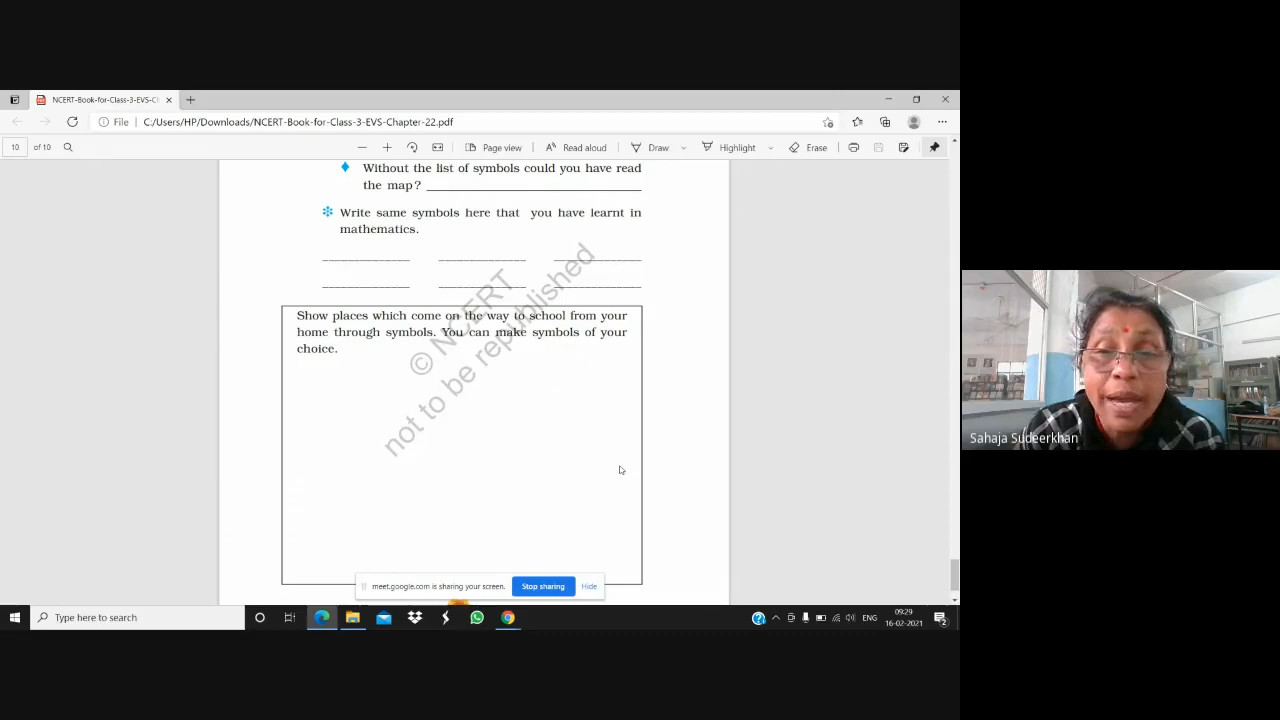 NCERT-Book-for-Class-3-EVS-C
File
C:/Users/HP/Downloads/NCERT-Book-for-Class-3-EVS-Chapter-22.pdf
10 of 10
Page view
Read aloud
Draw
Highlight
Erase
Without the list of symbols could you have read
the map ?
Write same symbols here that you have learnt in
mathematics.
Show places which come on the way to school from your
home through symbols. You can make symbols of your
choice.
© NCERT
not to be republished
meet.google.com is sharing your screen.
Stop sharing
Hide
Type here to search
ENG
09:29
16-02-2021
2
Sahaja Sudeerkhan